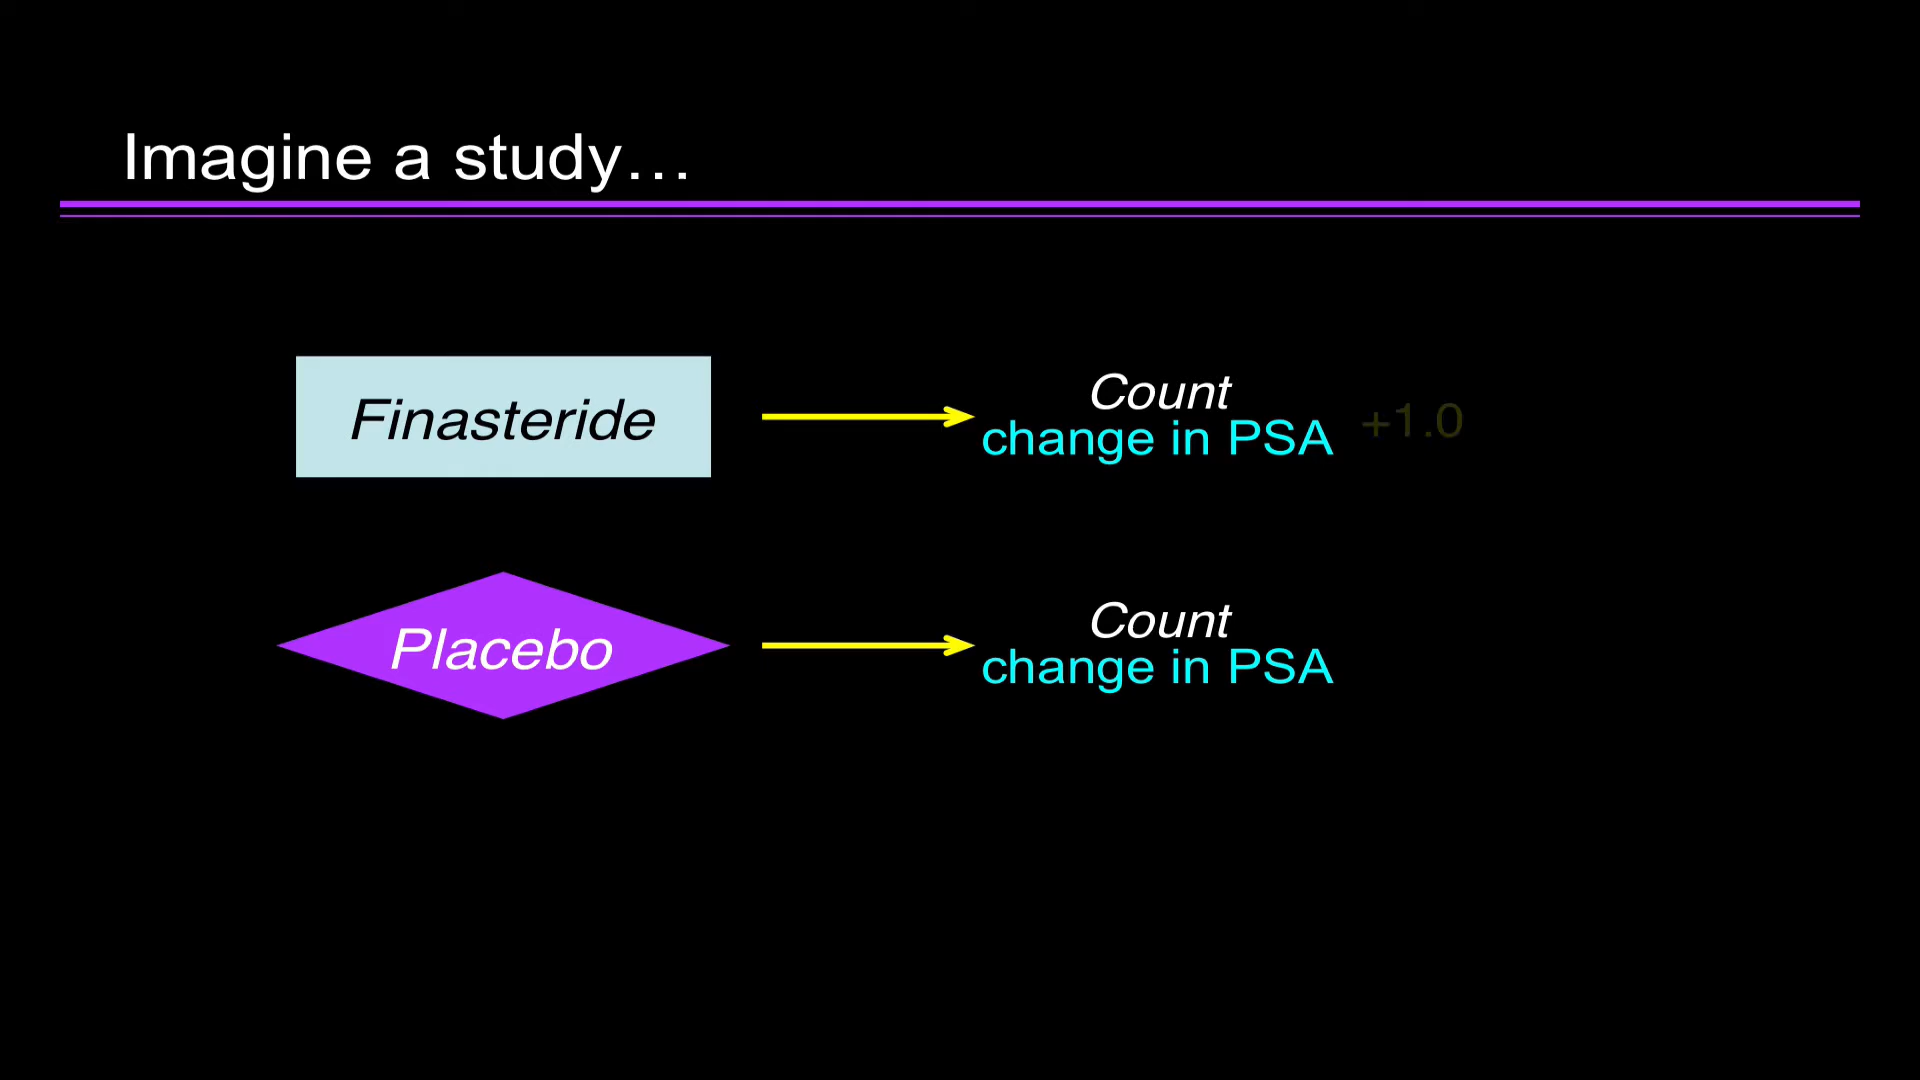 Imagine a study…
Finasteride
Count
change in PSA
+1.0
Placebo
Count
change in PSA